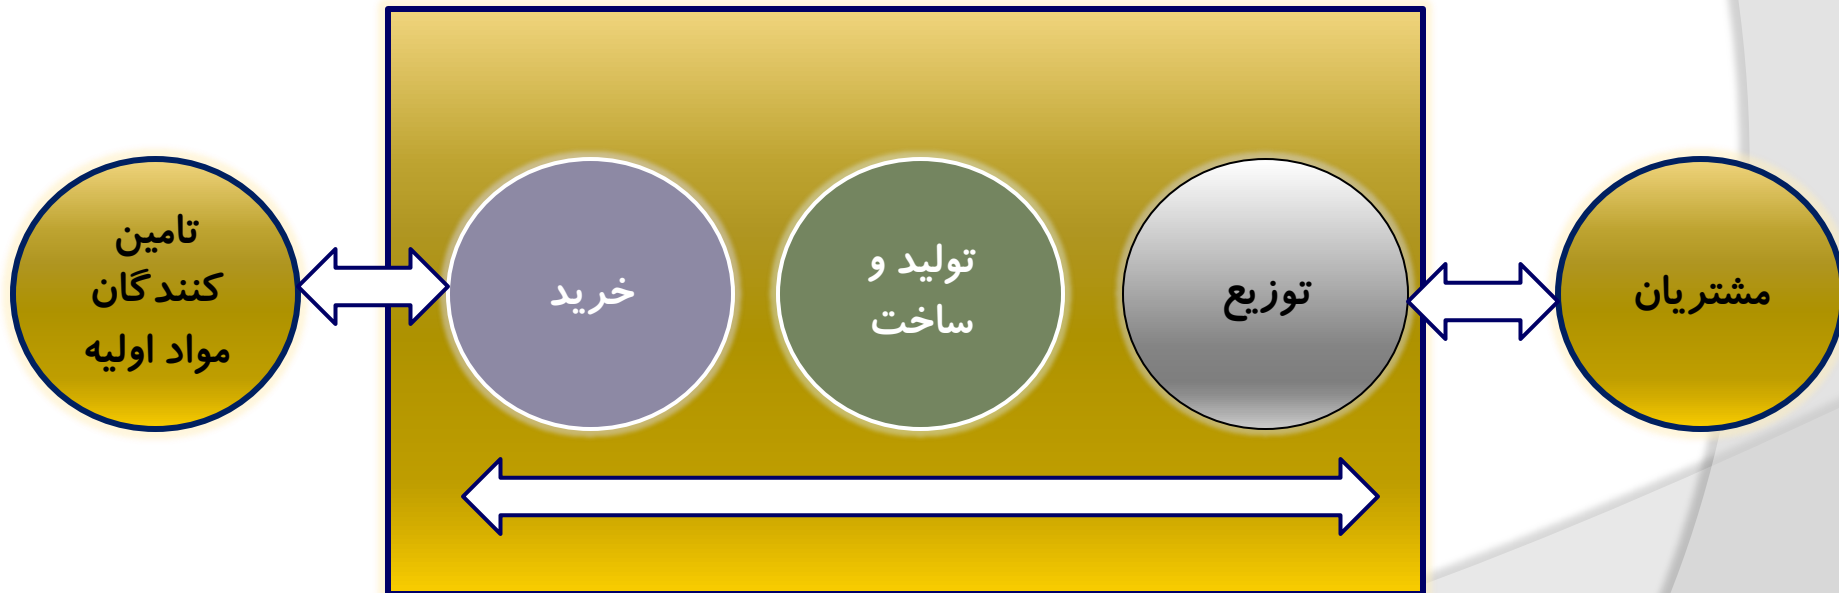 تامین
کنندگان
مواد اولیه
خرید
تولید و
ساخت
توزیع
مشتریان